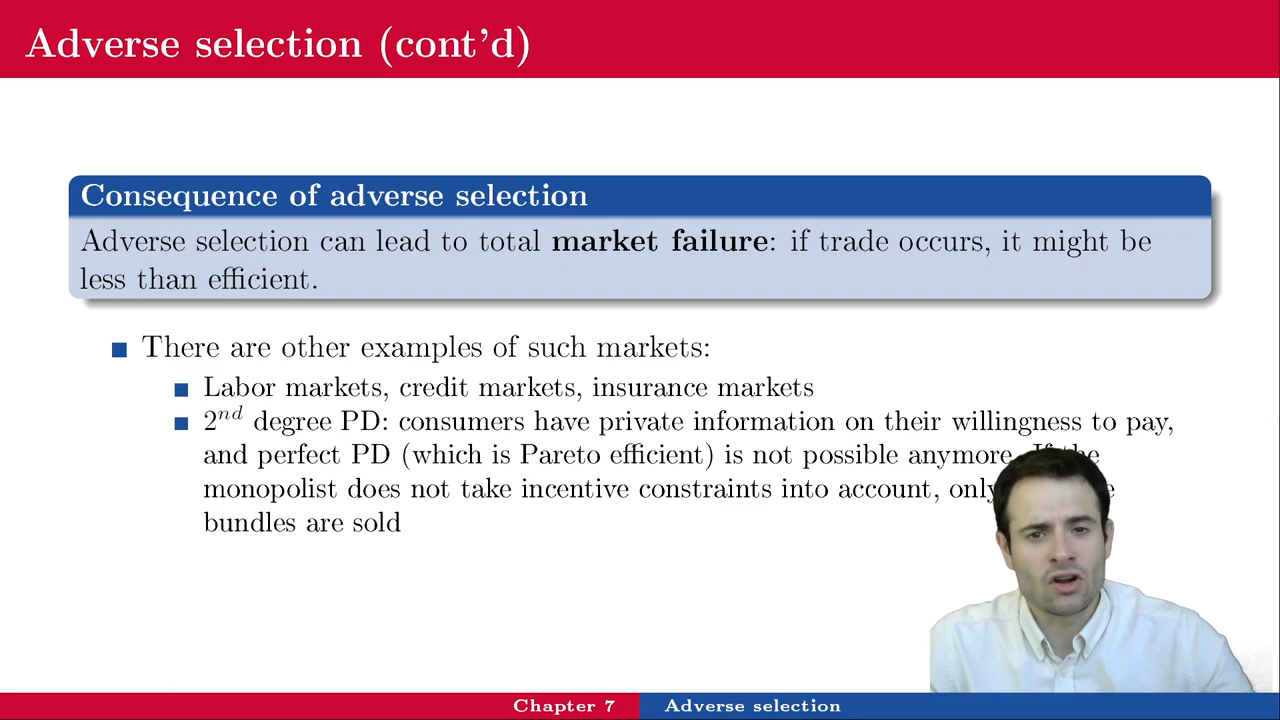 Adverse selection (cont'd)
Consequence of adverse selection
Adverse selection can lead to total market failure: if trade occurs, it might be
less than efficient.
There are other examples of such markets:
Labor markets, credit markets, insurance markets
2nd degree PD: consumers have private information on their willingness to pay,
and perfect PD (which is Pareto efficient) is not possible anymore. If the
monopolist does not take incentive constraints into account, only
bundles are sold
Chapter 7
Adverse selection